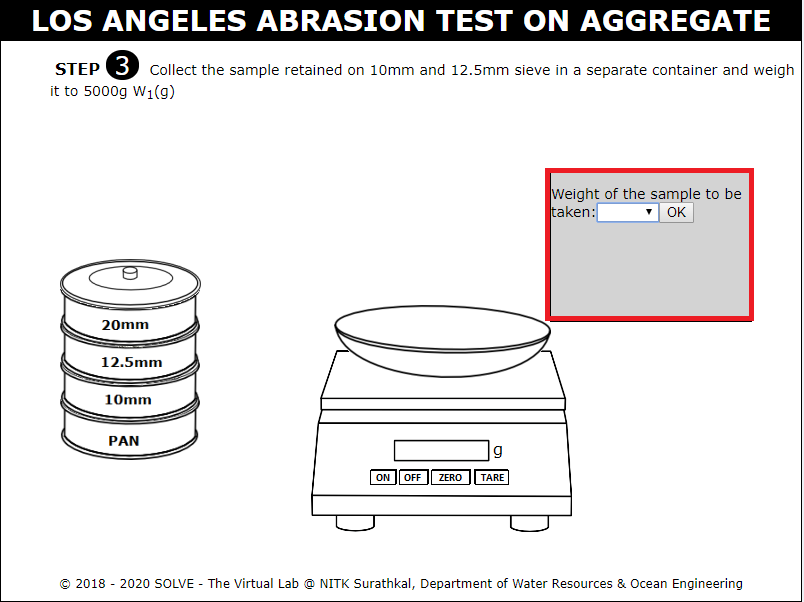 LOS ANGELES ABRASION TEST ON AGGREGATE
STEP 3 Collect the sample retained on 10mm and 12.5mm sieve in a separate container and weigh
it to 5000g W1(g)
Weight of the sample to be
taken: OK
20mm
12.5mm
10mm
PAN
g
ON OFF ZERO TARE
© 2018 - 2020 SOLVE - The Virtual Lab @ NITK Surathkal, Department of Water Resources & Ocean Engineering